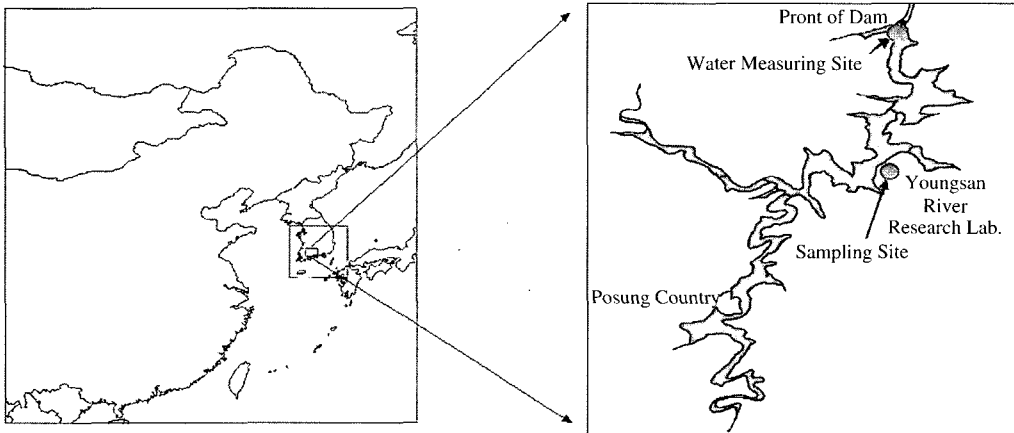 Pront of Dam
Water Measuring Site
Youngsan
River
Research Lab.
Sampling Site
Posung Country